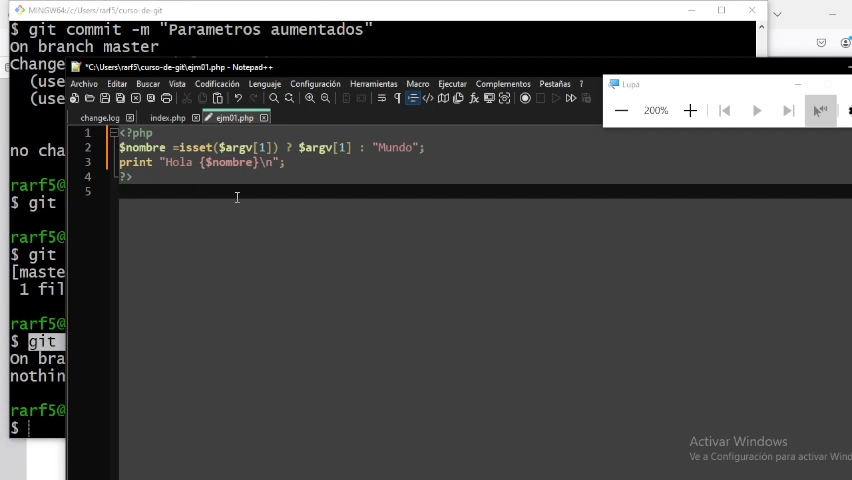 MINGW64:/c/Users/rarf5/curso-de-git
$ git commit -m "Parametros aumentados"
On branch master
Change
(use
(use
no cha
rarf5@
$ git
rarf5@
$ git
[maste
1 fil
rarf5@
$ git
On bra
nothin
rarf5@
$
*C:\Users\rarf5\curso-de-git\ejm01.php - Notepad++
Archivo Editar Buscar Vista Codificación Lenguaje Configuración Herramientas Macro Ejecutar Complementos Pestañas ?
change.log index.php ejm01.php
1 <?php
2 $nombre =isset($argv[1]) ? $argv[1] : "Mundo";
3 print "Hola {$nombre}\n";
4 ?>
5
Lupa
200%
Activar Windows
Ve a Configuración para activar Wind